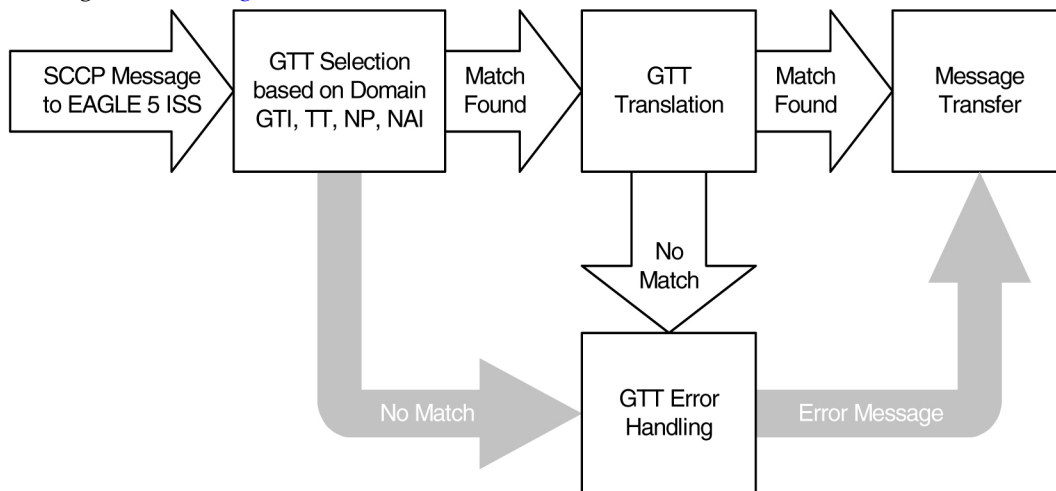 SCCP Message
to EAGLE 5 ISS
GTT Selection
based on Domain
GTI, TT, NP, NAI
Match
Found
GTT
Translation
Match
Found
Message
Transfer
No
Match
No Match
GTT Error
Handling
Error Message